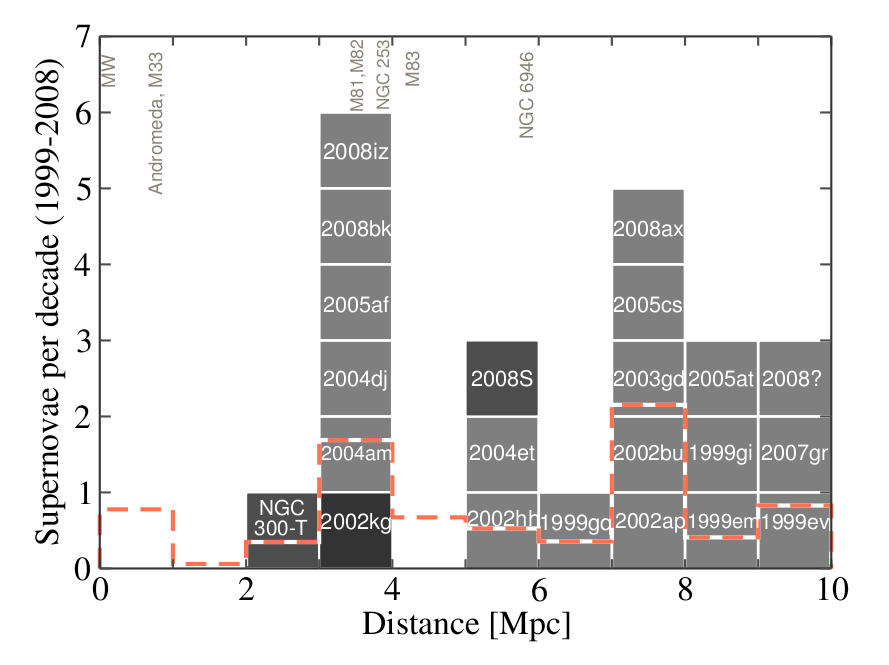 Supernovae per decade (1999-2008)
7
6
5
4
3
2
1
0
MW
Andromeda, M33
M81,M82
NGC 253
M83
NGC 6946
2008iz
2008bk
2005af
2004dj
2004am
2002kg
NGC
300-T
2008S
2004et
2002hh
1999gq
2008ax
2005cs
2003gd
2002bu
2002ap
2005at
1999gi
1999em
2008?
2007gr
1999ev
0
2
4
6
8
10
Distance [Mpc]